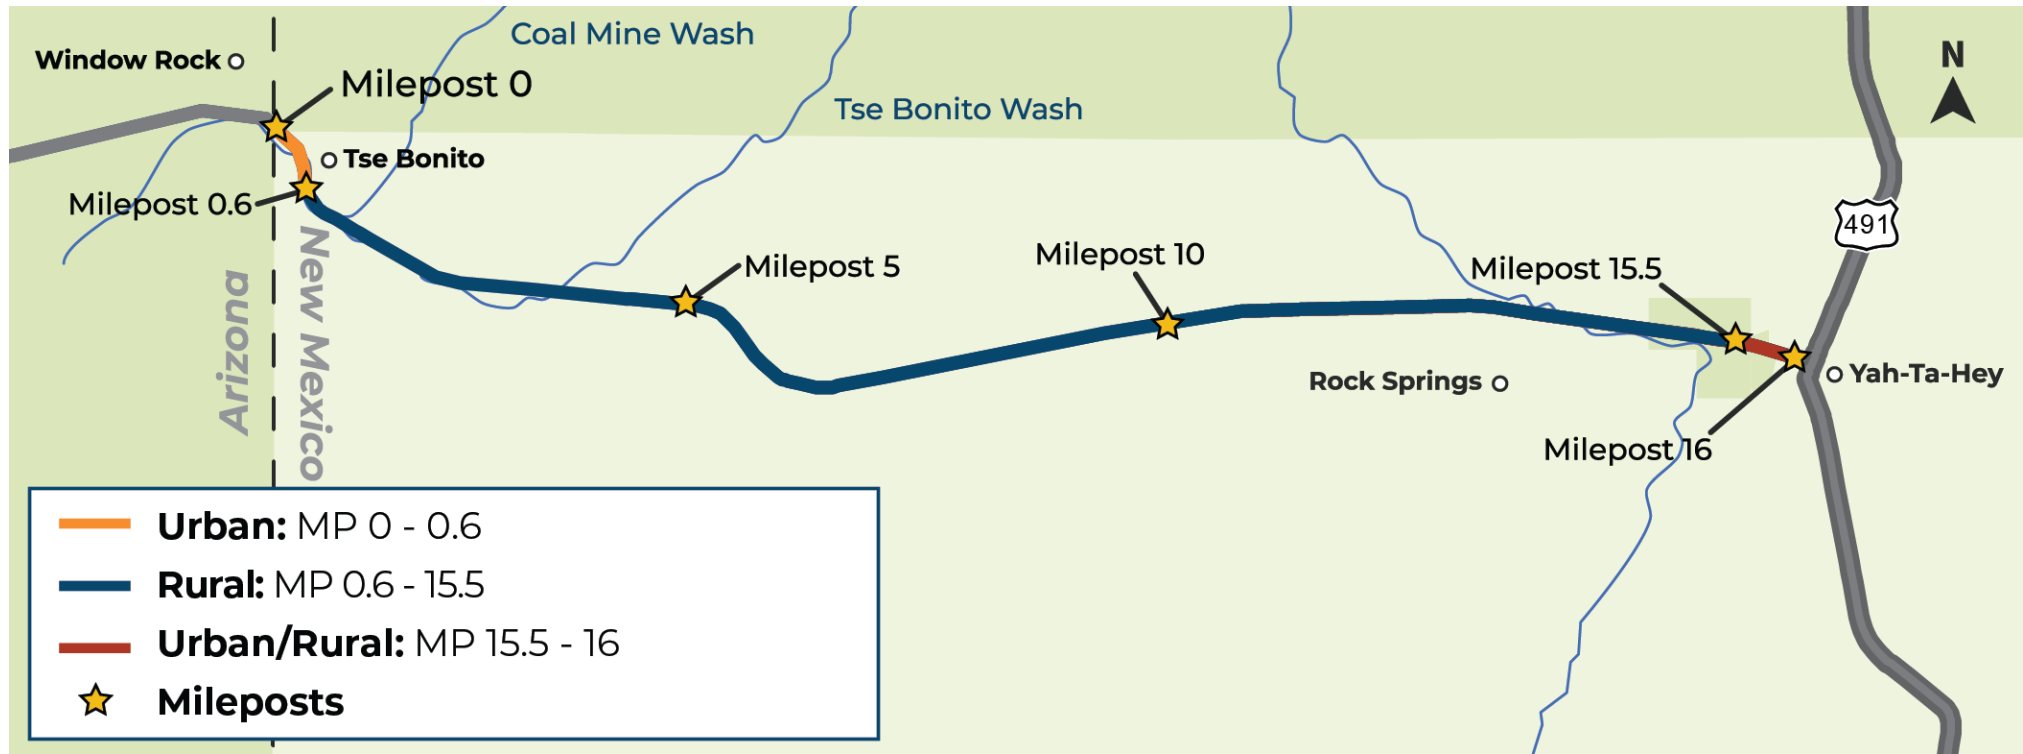 Coal Mine Wash
N
Window Rock
Milepost 0
Tse Bonito Wash
Tse Bonito
Milepost 0.6
491
Milepost 10
Milepost 5
Milepost 15.5
Arizona
New Mexico
Rock Springs
Yah-Ta-Hey
Milepost 16
Urban: MP 0 - 0.6
Rural: MP 0.6 - 15.5
Urban/Rural: MP 15.5 - 16
Mileposts